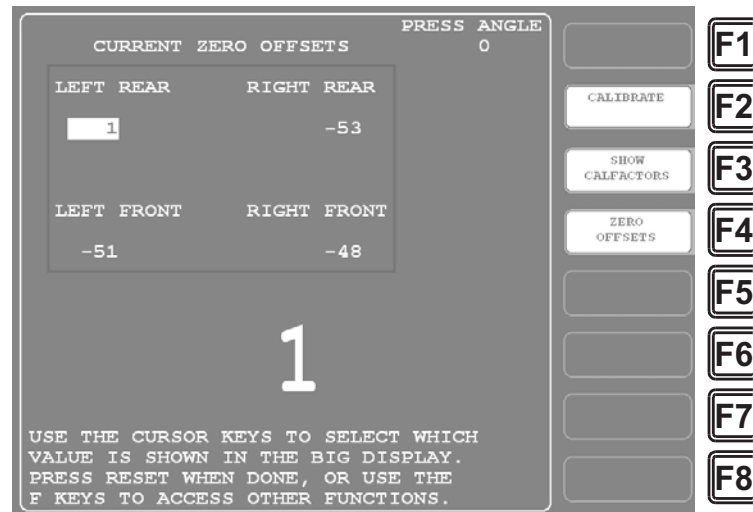 PRESS ANGLE
CURRENT ZERO OFFSETS 0
LEFT REAR RIGHT REAR
1 -53
LEFT FRONT RIGHT FRONT
-51 -48
1
USE THE CURSOR KEYS TO SELECT WHICH
VALUE IS SHOWN IN THE BIG DISPLAY.
PRESS RESET WHEN DONE, OR USE THE
F KEYS TO ACCESS OTHER FUNCTIONS.
CALIBRATE
SHOW
CALFACTORS
ZERO
OFFSETS
F1
F2
F3
F4
F5
F6
F7
F8